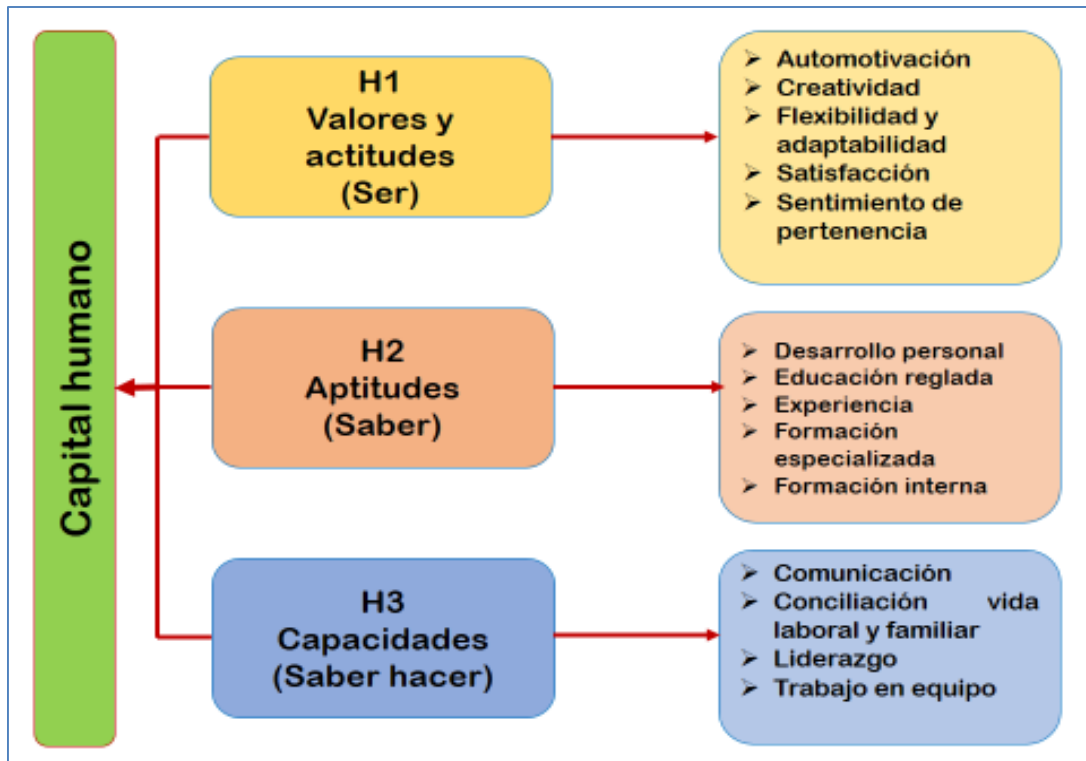 Capital humano
H1
Valores y
actitudes
(Ser)
➢ Automotivación
➢ Creatividad
➢ Flexibilidad y
adaptabilidad
➢ Satisfacción
➢ Sentimiento de
pertenencia
H2
Aptitudes
(Saber)
➢ Desarrollo personal
➢ Educación reglada
➢ Experiencia
➢ Formación
especializada
➢ Formación interna
H3
Capacidades
(Saber hacer)
➢ Comunicación
➢ Conciliación vida
laboral y familiar
➢ Liderazgo
➢ Trabajo en equipo